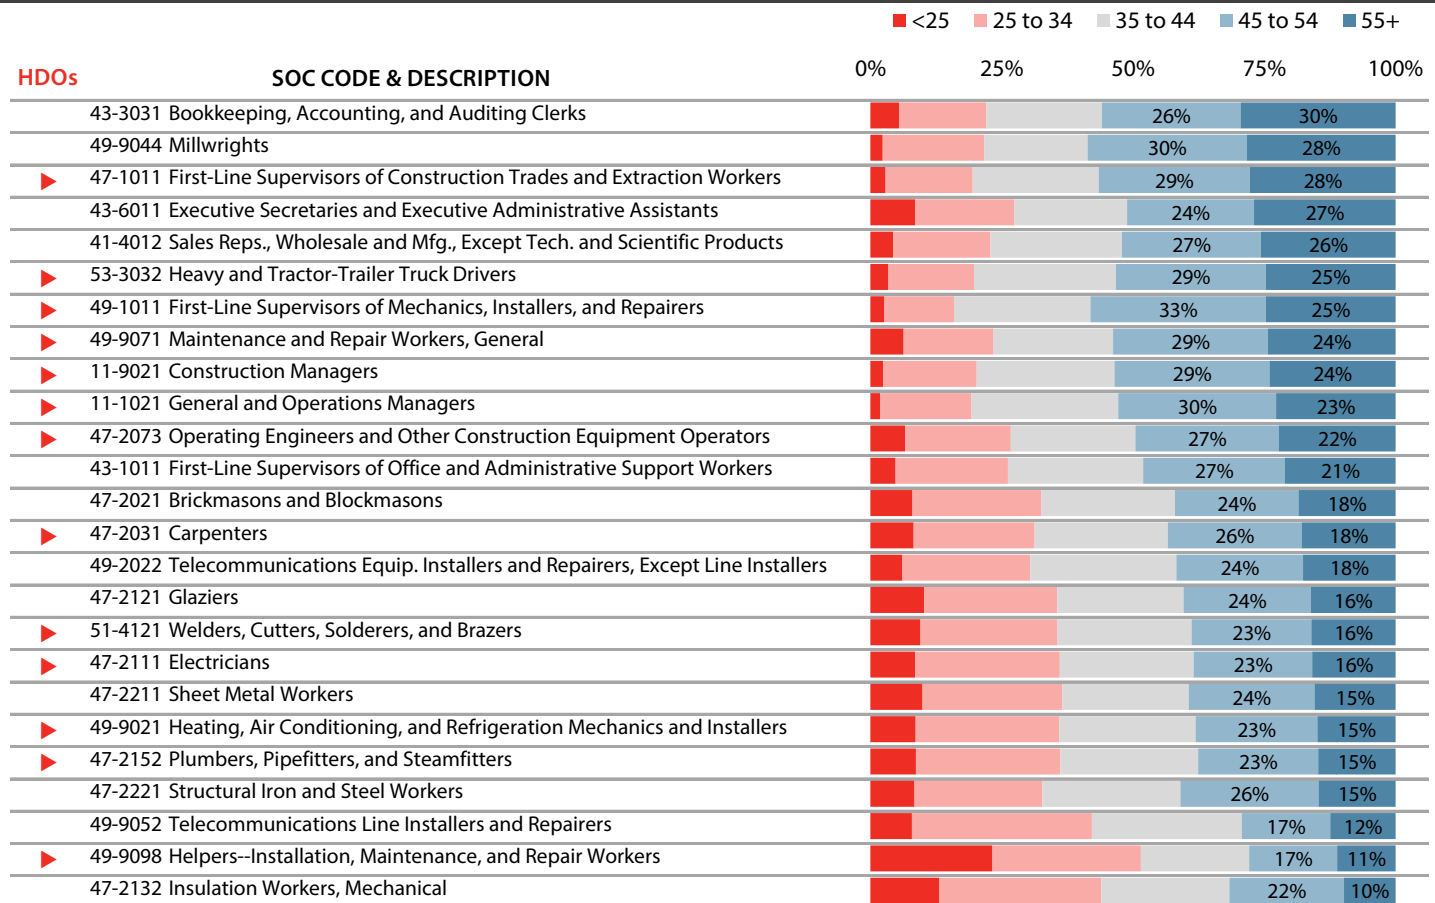 <25 25 to 34 35 to 44 45 to 54 55+
HDOs SOC CODE & DESCRIPTION 0% 25% 50% 75% 100%
43-3031 Bookkeeping, Accounting, and Auditing Clerks 26% 30%
49-9044 Millwrights 30% 28%
47-1011 First-Line Supervisors of Construction Trades and Extraction Workers 29% 28%
43-6011 Executive Secretaries and Executive Administrative Assistants 24% 27%
41-4012 Sales Reps., Wholesale and Mfg., Except Tech. and Scientific Products 27% 26%
53-3032 Heavy and Tractor-Trailer Truck Drivers 29% 25%
49-1011 First-Line Supervisors of Mechanics, Installers, and Repairers 33% 25%
49-9071 Maintenance and Repair Workers, General 29% 24%
11-9021 Construction Managers 29% 24%
11-1021 General and Operations Managers 30% 23%
47-2073 Operating Engineers and Other Construction Equipment Operators 27% 22%
43-1011 First-Line Supervisors of Office and Administrative Support Workers 27% 21%
47-2021 Brickmasons and Blockmasons 24% 18%
47-2031 Carpenters 26% 18%
49-2022 Telecommunications Equip. Installers and Repairers, Except Line Installers 24% 18%
47-2121 Glaziers 24% 16%
51-4121 Welders, Cutters, Solderers, and Brazers 23% 16%
47-2111 Electricians 23% 16%
47-2211 Sheet Metal Workers 24% 15%
49-9021 Heating, Air Conditioning, and Refrigeration Mechanics and Installers 23% 15%
47-2152 Plumbers, Pipefitters, and Steamfitters 23% 15%
47-2221 Structural Iron and Steel Workers 26% 15%
49-9052 Telecommunications Line Installers and Repairers 17% 12%
49-9098 Helpers--Installation, Maintenance, and Repair Workers 17% 11%
47-2132 Insulation Workers, Mechanical 22% 10%